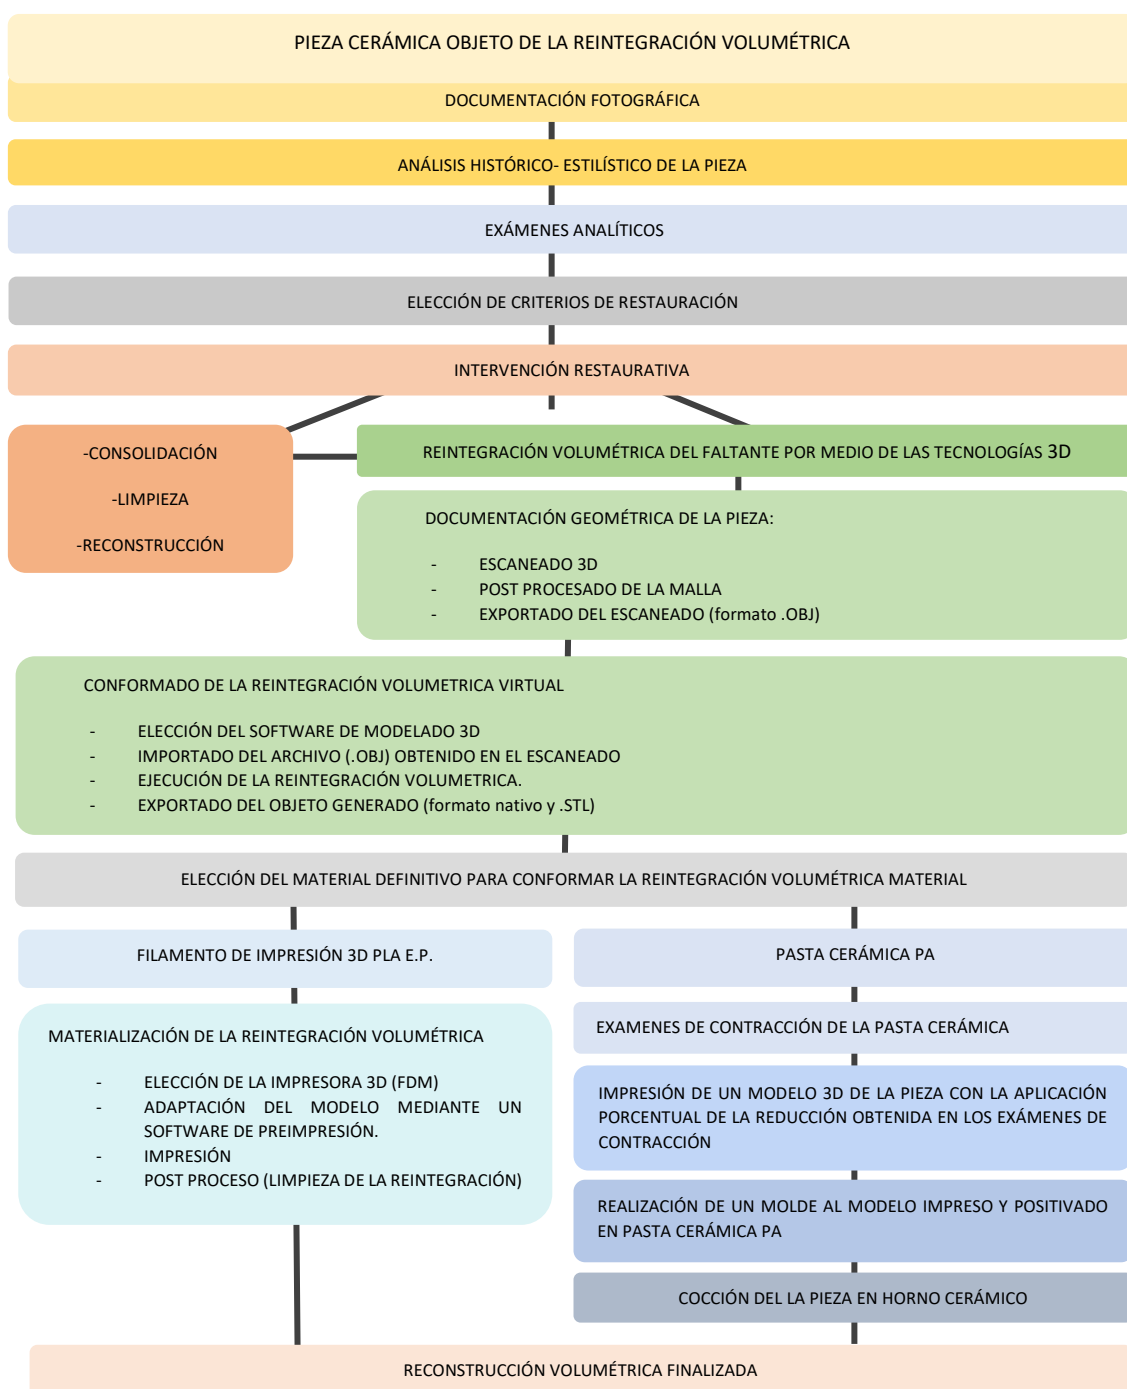 PIEZA CERÁMICA OBJETO DE LA REINTEGRACIÓN VOLUMÉTRICA
DOCUMENTACIÓN FOTOGRÁFICA
ANÁLISIS HISTÓRICO- ESTILÍSTICO DE LA PIEZA
EXÁMENES ANALÍTICOS
ELECCIÓN DE CRITERIOS DE RESTAURACIÓN
INTERVENCIÓN RESTAURATIVA
-CONSOLIDACIÓN
-LIMPIEZA
-RECONSTRUCCIÓN
REINTEGRACIÓN VOLUMÉTRICA DEL FALTANTE POR MEDIO DE LAS TECNOLOGÍAS 3D
DOCUMENTACIÓN GEOMÉTRICA DE LA PIEZA:
- ESCANEADO 3D
- POST PROCESADO DE LA MALLA
- EXPORTADO DEL ESCANEADO (formato .OBJ)
CONFORMADO DE LA REINTEGRACIÓN VOLUMETRICA VIRTUAL
- ELECCIÓN DEL SOFTWARE DE MODELADO 3D
- IMPORTADO DEL ARCHIVO (.OBJ) OBTENIDO EN EL ESCANEADO
- EJECUCIÓN DE LA REINTEGRACIÓN VOLUMETRICA.
- EXPORTADO DEL OBJETO GENERADO (formato nativo y .STL)
ELECCIÓN DEL MATERIAL DEFINITIVO PARA CONFORMAR LA REINTEGRACIÓN VOLUMÉTRICA MATERIAL
FILAMENTO DE IMPRESIÓN 3D PLA E.P.
MATERIALIZACIÓN DE LA REINTEGRACIÓN VOLUMÉTRICA
- ELECCIÓN DE LA IMPRESORA 3D (FDM)
- ADAPTACIÓN DEL MODELO MEDIANTE UN
SOFTWARE DE PREIMPRESIÓN.
- IMPRESIÓN
- POST PROCESO (LIMPIEZA DE LA REINTEGRACIÓN)
PASTA CERÁMICA PA
EXAMENES DE CONTRACCIÓN DE LA PASTA CERÁMICA
IMPRESIÓN DE UN MODELO 3D DE LA PIEZA CON LA APLICACIÓN
PORCENTUAL DE LA REDUCCIÓN OBTENIDA EN LOS EXÁMENES DE
CONTRACCIÓN
REALIZACIÓN DE UN MOLDE AL MODELO IMPRESO Y POSITIVADO
EN PASTA CERÁMICA PA
COCCIÓN DEL LA PIEZA EN HORNO CERÁMICO
RECONSTRUCCIÓN VOLUMÉTRICA FINALIZADA